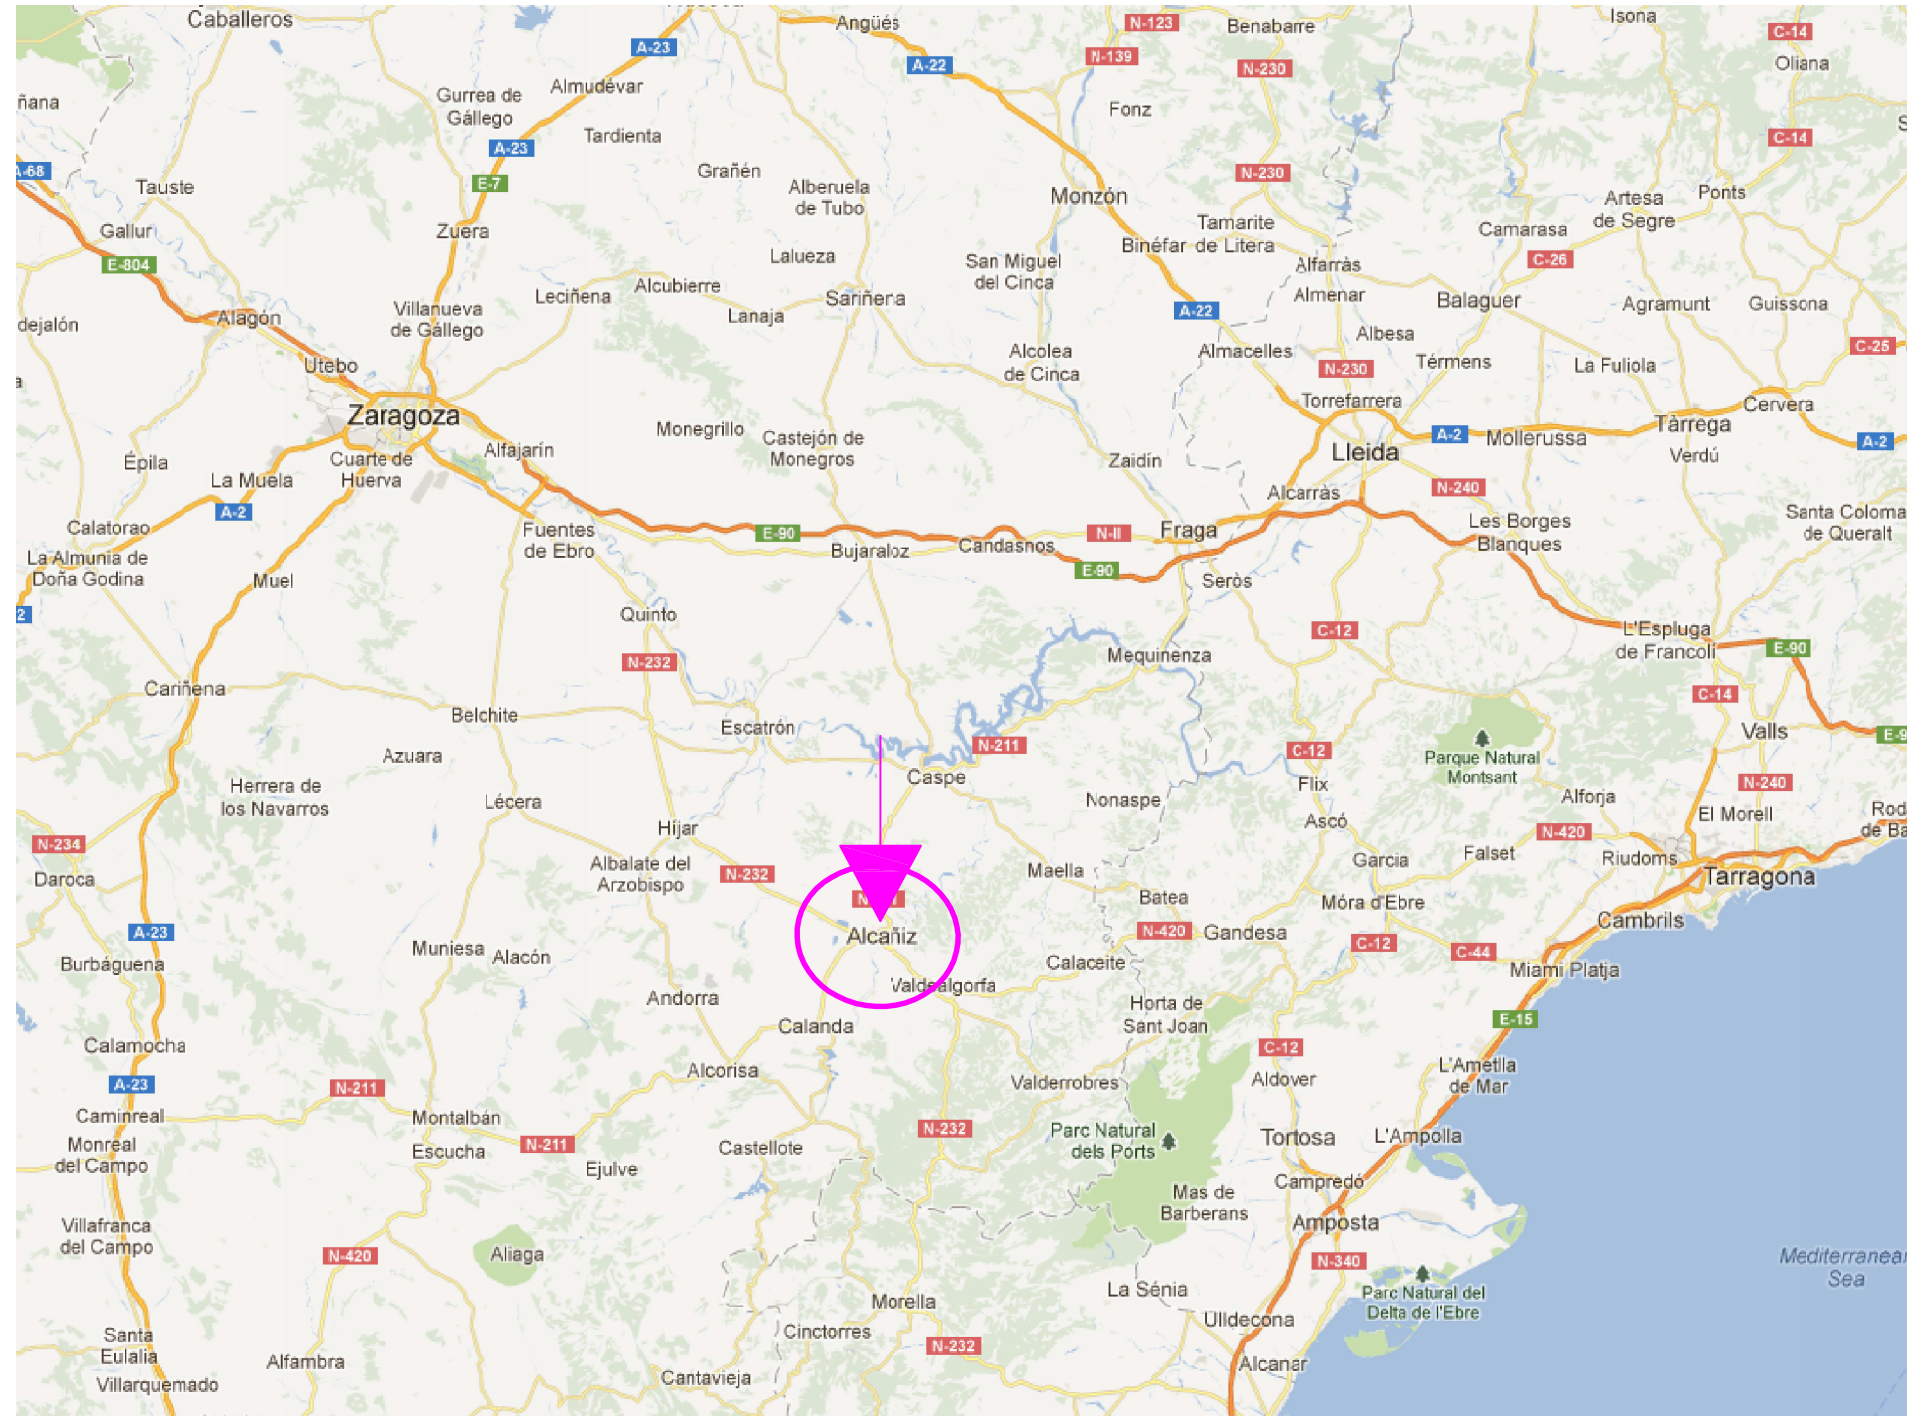 Caballeros
Angüés
N-123
Benabarre
Isona
C-14
A-23
A-22
N-139
N-230
Oliana
Almudévar
Gurrea de
Gállego
Fonz
ñana
Tardienta
A-23
C-14
A-68
Tauste
E-7
Grañén
Alberuela
de Tubo
Monzón
N-230
Artesa
de Segre
Ponts
Gallur
Zuera
Tamarite
de Litera
Binéfar
Camarasa
E-804
Lalueza
San Miguel
del Cinca
Alfarràs
C-26
Leciñena
Alcubierre
Sariñena
Almenar
Balaguer
Agramunt
Guissona
Villanueva
de Gállego
Lanaja
A-22
Alagón
dejalón
Albesa
Utebo
Alcolea
de Cinca
Almacelles
N-230
Térmens
La Fuliola
C-25
Torrefarrera
Cervera
Zaragoza
Monegrillo
Castejón de
Monegros
A-2
Mollerussa
Tàrrega
A-2
Lleida
Verdú
Épila
Cuarte de
Huerva
Alfajarín
Zaidín
La Muela
A-2
Alcarràs
N-240
Calatorao
Fuentes
de Ebro
E-90
Bujaraloz
Candasnos
N-II
Fraga
Les Borges
Blanques
Santa Coloma
de Queralt
La Almunia de
Doña Godina
Muel
E-90
Seròs
2
Quinto
C-12
L'Espluga
de Francoli
E-90
N-232
Mequinenza
Cariñena
C-14
Belchite
Escatrón
N-211
C-12
Parque Natural
Montsant
Valls
E-9
Azuara
Caspe
Flix
N-240
Herrera de
los Navarros
Lécera
Nonaspe
Alforja
El Morell
Rod
de Ba
Híjar
Ascó
N-420
N-234
Albalate del
Arzobispo
N-232
Maella
Garcia
Falset
Riudoms
Tarragona
Daroca
Batea
Móra d'Ebre
Cambrils
A-23
Alcañiz
N-420
Gandesa
C-12
C-44
Muniesa
Alacón
Calaceite
Miami Platja
Burbáguena
Andorra
Valdealgorfa
Horta de
Sant Joan
E-15
Calanda
Calamocha
C-12
L'Ametlla
de Mar
Alcorisa
Valderrobres
Aldover
A-23
N-211
Caminreal
Montalbán
N-232
Parc Natural
dels Ports
Tortosa
L'Ampolla
Monreal
del Campo
Escucha
N-211
Castellote
Ejulve
Campredó
Mas de
Barberans
Amposta
Villafranca
del Campo
N-420
Aliaga
N-340
Mediterranean
Sea
La Sénia
Parc Natural del
Delta de l'Ebre
Morella
Ulldecona
Cinctorres
N-232
Santa
Eulalia
Alfambra
Alcanar
Cantavieja
Villarquemado